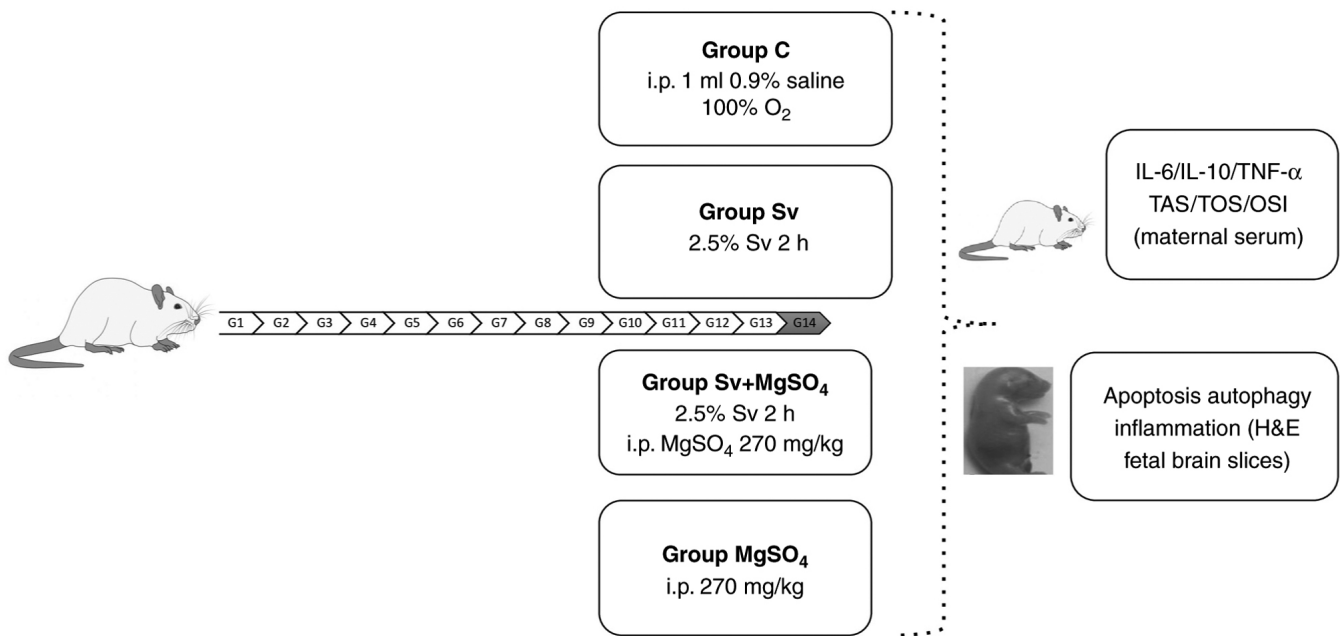 Group C
i.p. 1 ml 0.9% saline
100% O₂
Group Sv
2.5% Sv 2 h
G1 G2 G3 G4 G5 G6 G7 G8 G9 G10 G11 G12 G13 G14
Group Sv+MgSO₄
2.5% Sv 2 h
i.p. MgSO₄ 270 mg/kg
Group MgSO₄
i.p. 270 mg/kg
IL-6/IL-10/TNF-α
TAS/TOS/OSI
(maternal serum)
Apoptosis autophagy
inflammation (H&E
fetal brain slices)